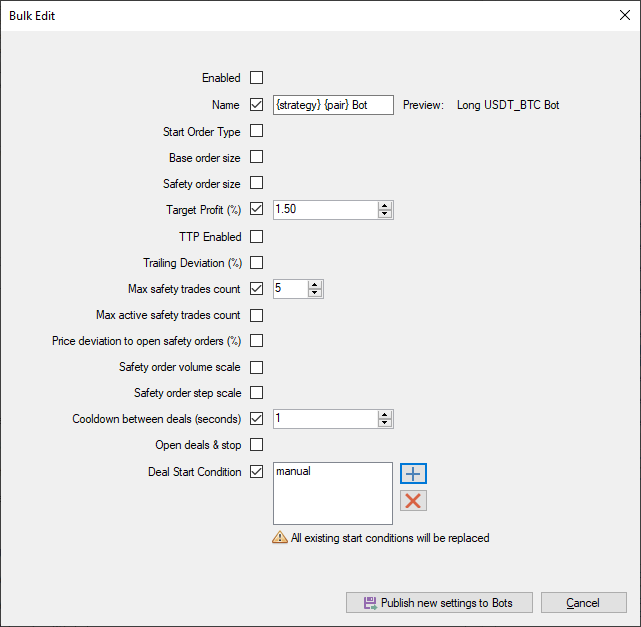 Bulk Edit
Enabled
Name {strategy} {pair} Bot Preview: Long USDT_BTC Bot
Start Order Type
Base order size
Safety order size
Target Profit (%) 1.50
TTP Enabled
Trailing Deviation (%)
Max safety trades count 5
Max active safety trades count
Price deviation to open safety orders (%)
Safety order volume scale
Safety order step scale
Cooldown between deals (seconds) 1
Open deals & stop
Deal Start Condition manual
All existing start conditions will be replaced
Publish new settings to Bots Cancel